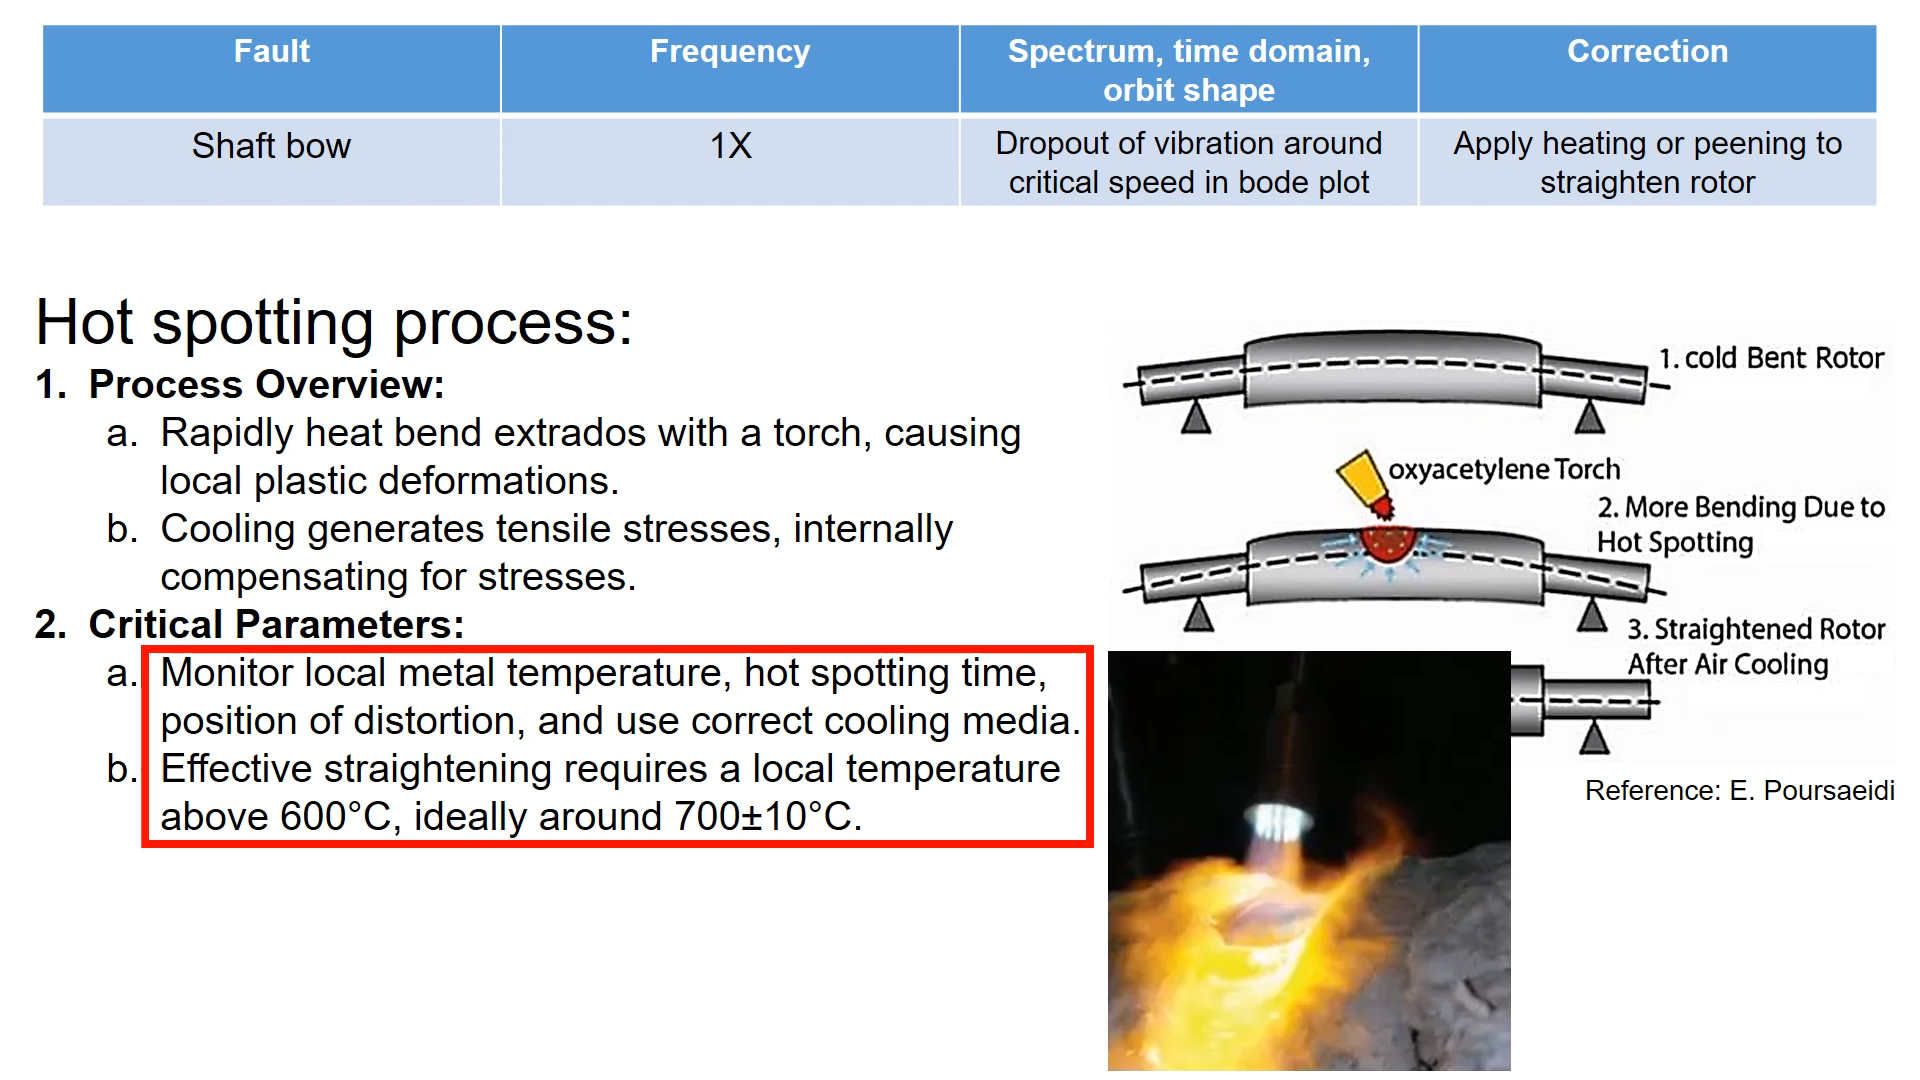 Fault
Frequency
Spectrum, time domain,
orbit shape
Correction
Shaft bow
1X
Dropout of vibration around
critical speed in bode plot
Apply heating or peening to
straighten rotor
Hot spotting process:
1. Process Overview:
a. Rapidly heat bend extrados with a torch, causing
local plastic deformations.
b. Cooling generates tensile stresses, internally
compensating for stresses.
2. Critical Parameters:
a. Monitor local metal temperature, hot spotting time,
position of distortion, and use correct cooling media.
b. Effective straightening requires a local temperature
above 600°C, ideally around 700±10°C.
1. cold Bent Rotor
oxyacetylene Torch
2. More Bending Due to
Hot Spotting
3. Straightened Rotor
After Air Cooling
Reference: E. Poursaeidi